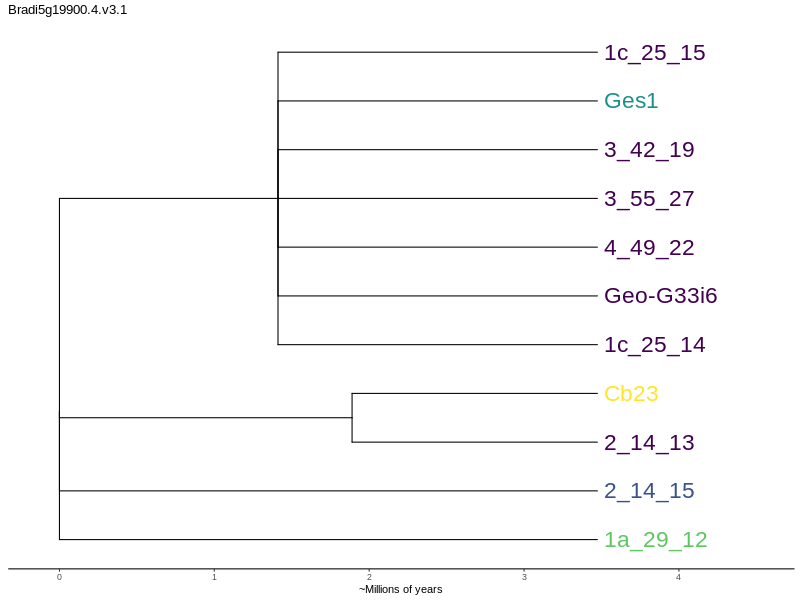 Bradi5g19900.4.v3.1
1c_25_15
Ges1
3_42_19
3_55_27
4_49_22
Geo-G33i6
1c_25_14
Cb23
2_14_13
2_14_15
1a_29_12
0 1 2 3 4
~Millions of years